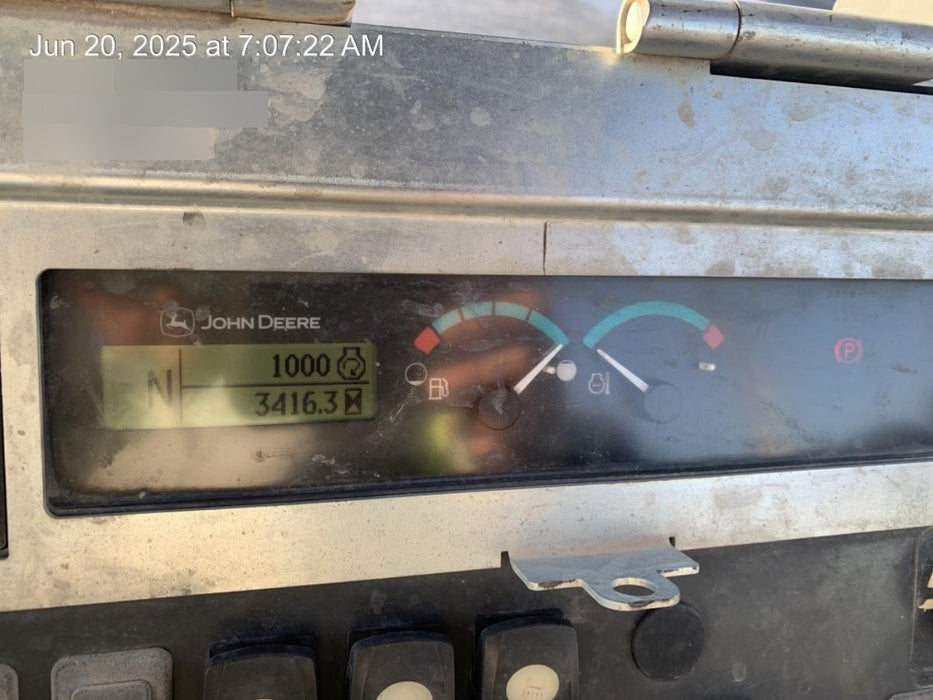 Jun 20, 2025 at 7:07:22 AM
JOHN DEERE
N
1000
3416.3
P